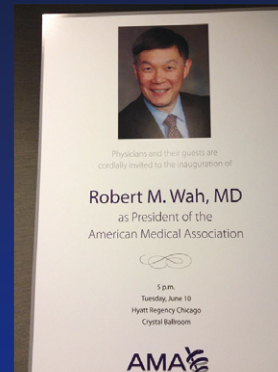 Physicians and their guests are
cordially invited to the inauguration of
Robert M. Wah, MD
as President of the
American Medical Association
5 p.m.
Tuesday, June 10
Hyatt Regency Chicago
Crystal Ballroom
AMA